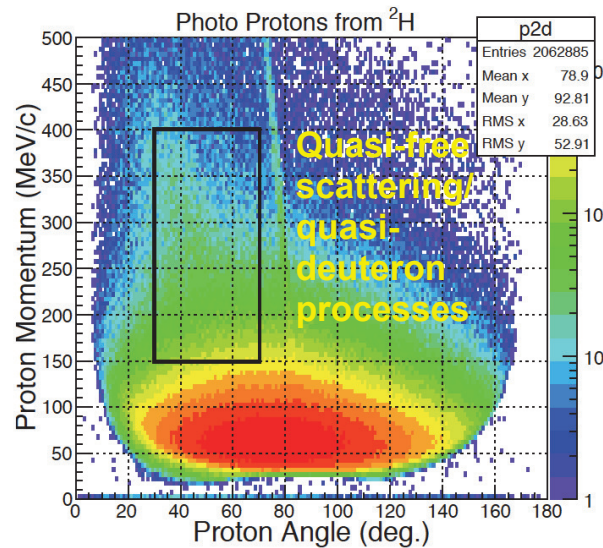 Photo Protons from ²H
p2d
Entries 2062885
Mean x 78.9
Mean y 92.81
RMS x 28.63
RMS y 52.91
Quasi-free
scattering/
quasi-
deuteron
processes
Proton Momentum (MeV/c)
500
450
400
350
300
250
200
150
100
50
0
0 20 40 60 80 100 120 140 160 180
Proton Angle (deg.)
0
10
10
1